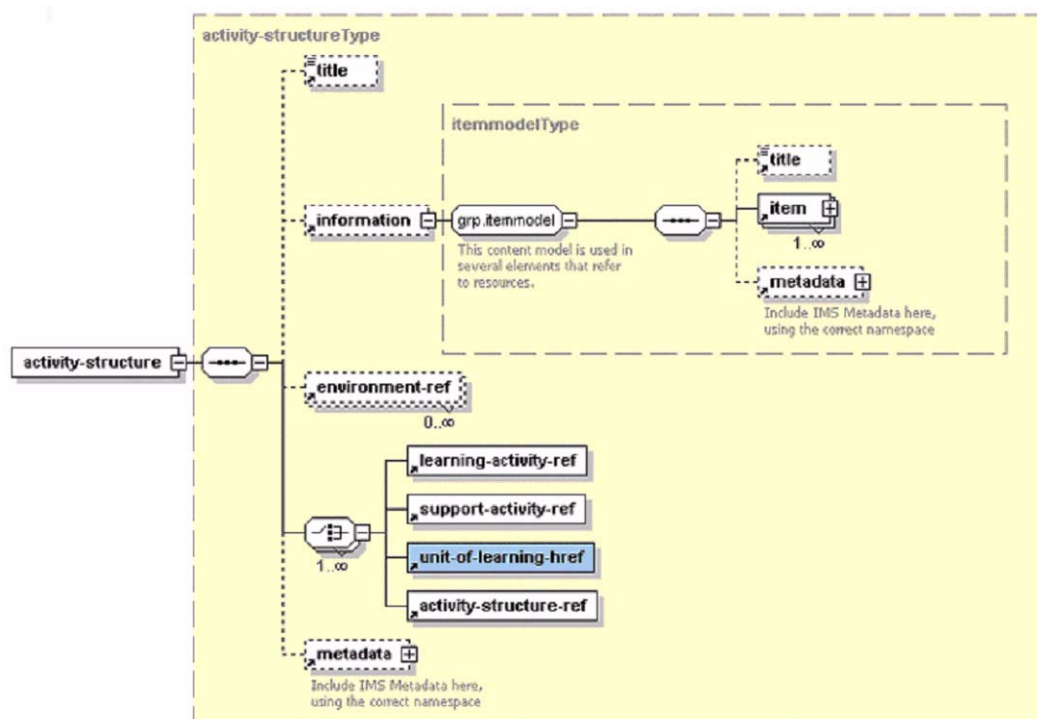 activity-structureType
title
itemmodelType
title
information
grp.itemmodel
item
This content model is used in
several elements that refer
to resources.
1..∞
metadata
Include IMS Metadata here,
using the correct namespace
activity-structure
environment-ref
0..∞
learning-activity-ref
support-activity-ref
unit-of-learning-href
1..∞
activity-structure-ref
metadata
Include IMS Metadata here,
using the correct namespace